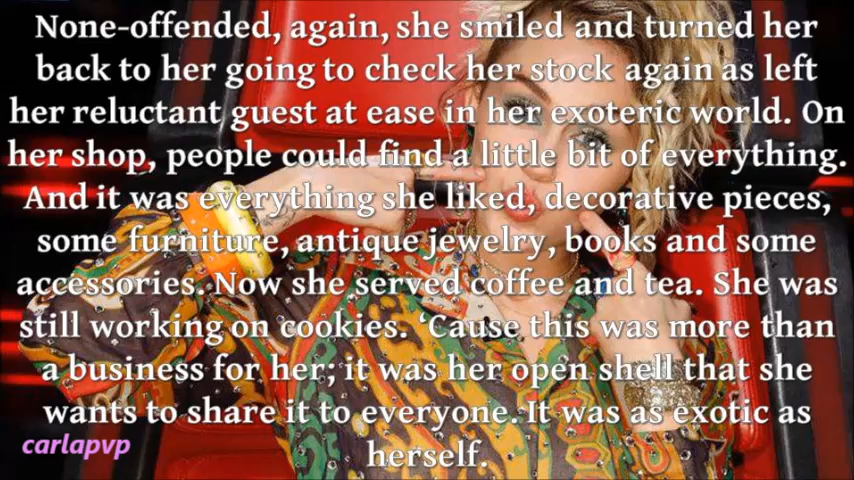 None-offended, again, she smiled and turned her
back to her going to check her stock again as left
her reluctant guest at ease in her exoteric world. On
her shop, people could find a little bit of everything.
And it was everything she liked, decorative pieces,
some furniture, antique jewelry, books and some
accessories. Now she served coffee and tea. She was
still working on cookies. ‘Cause this was more than
a business for her; it was her open shell that she
wants to share it to everyone. It was as exotic as
herself.
carlapvp